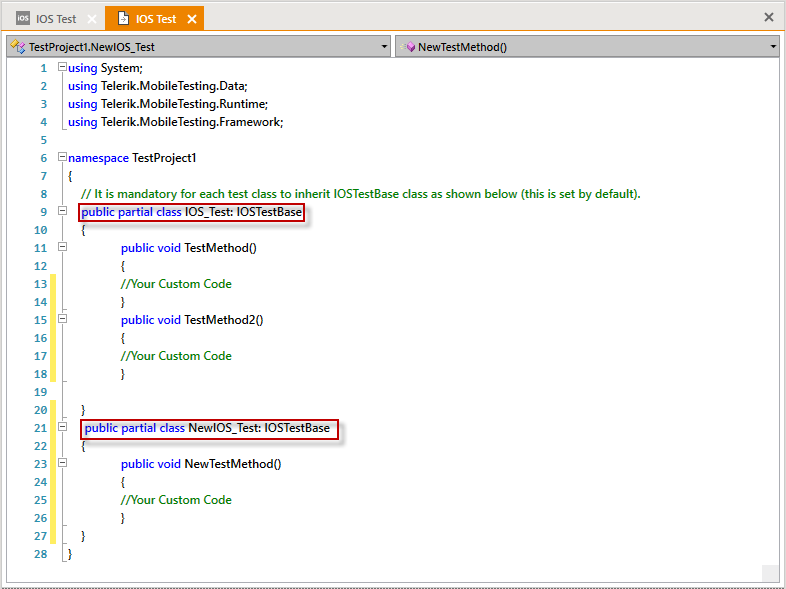 iOS IOS Test IOS Test
TestProject1.NewIOS_Test NewTestMethod()
1 using System;
2 using Telerik.MobileTesting.Data;
3 using Telerik.MobileTesting.Runtime;
4 using Telerik.MobileTesting.Framework;
5
6 namespace TestProject1
7 {
8 // It is mandatory for each test class to inherit IOSTestBase class as shown below (this is set by default).
9 public partial class IOS_Test: IOSTestBase
10 {
11 public void TestMethod()
12 {
13 //Your Custom Code
14 }
15 public void TestMethod2()
16 {
17 //Your Custom Code
18 }
19
20 }
21 public partial class NewIOS_Test: IOSTestBase
22 {
23 public void NewTestMethod()
24 {
25 //Your Custom Code
26 }
27 }
28 }